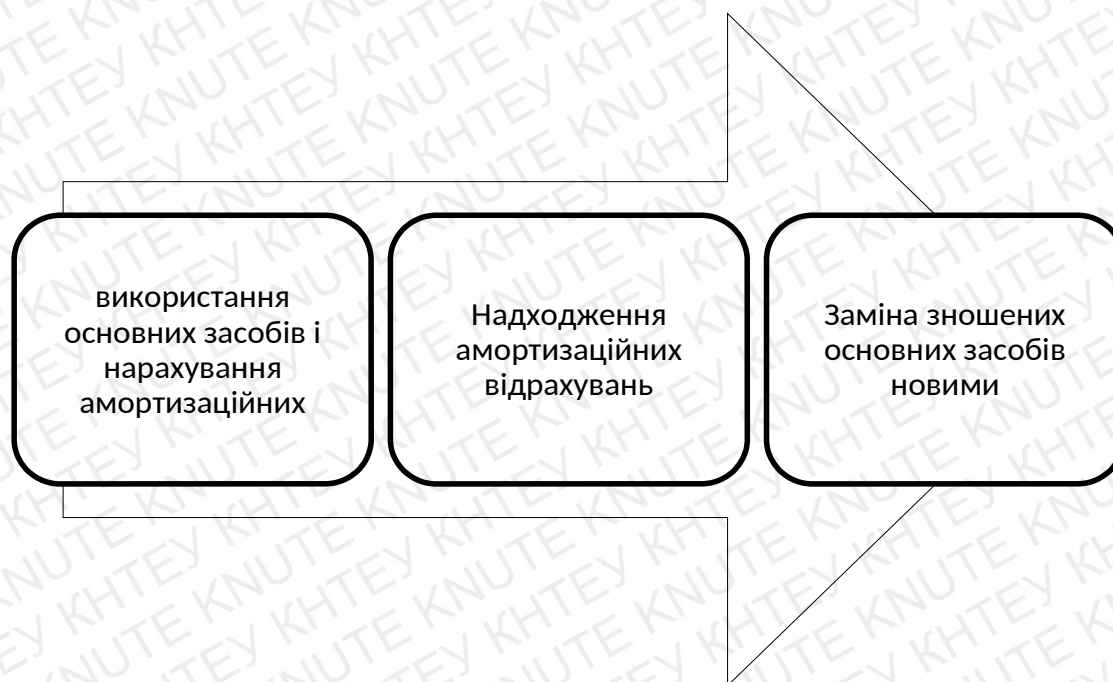 використання
основних засобів і
нарахування
амортизаційних
Надходження
амортизаційних
відрахувань
Заміна зношених
основних засобів
новими